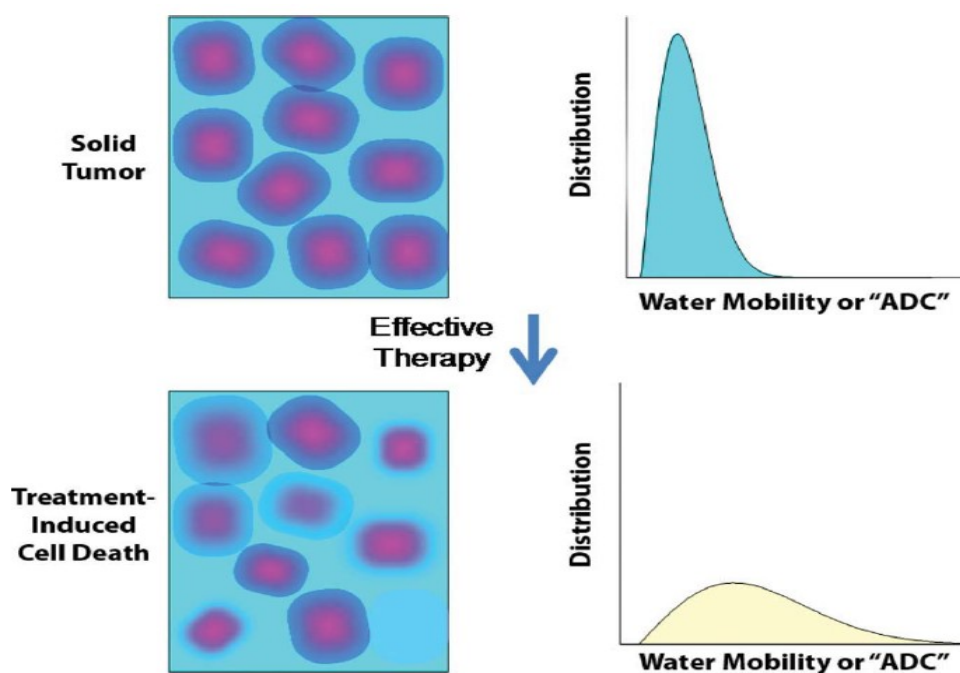 Solid
Tumor
Distribution
Water Mobility or “ADC”
Effective
Therapy
Treatment-
Induced
Cell Death
Distribution
Water Mobility or “ADC”